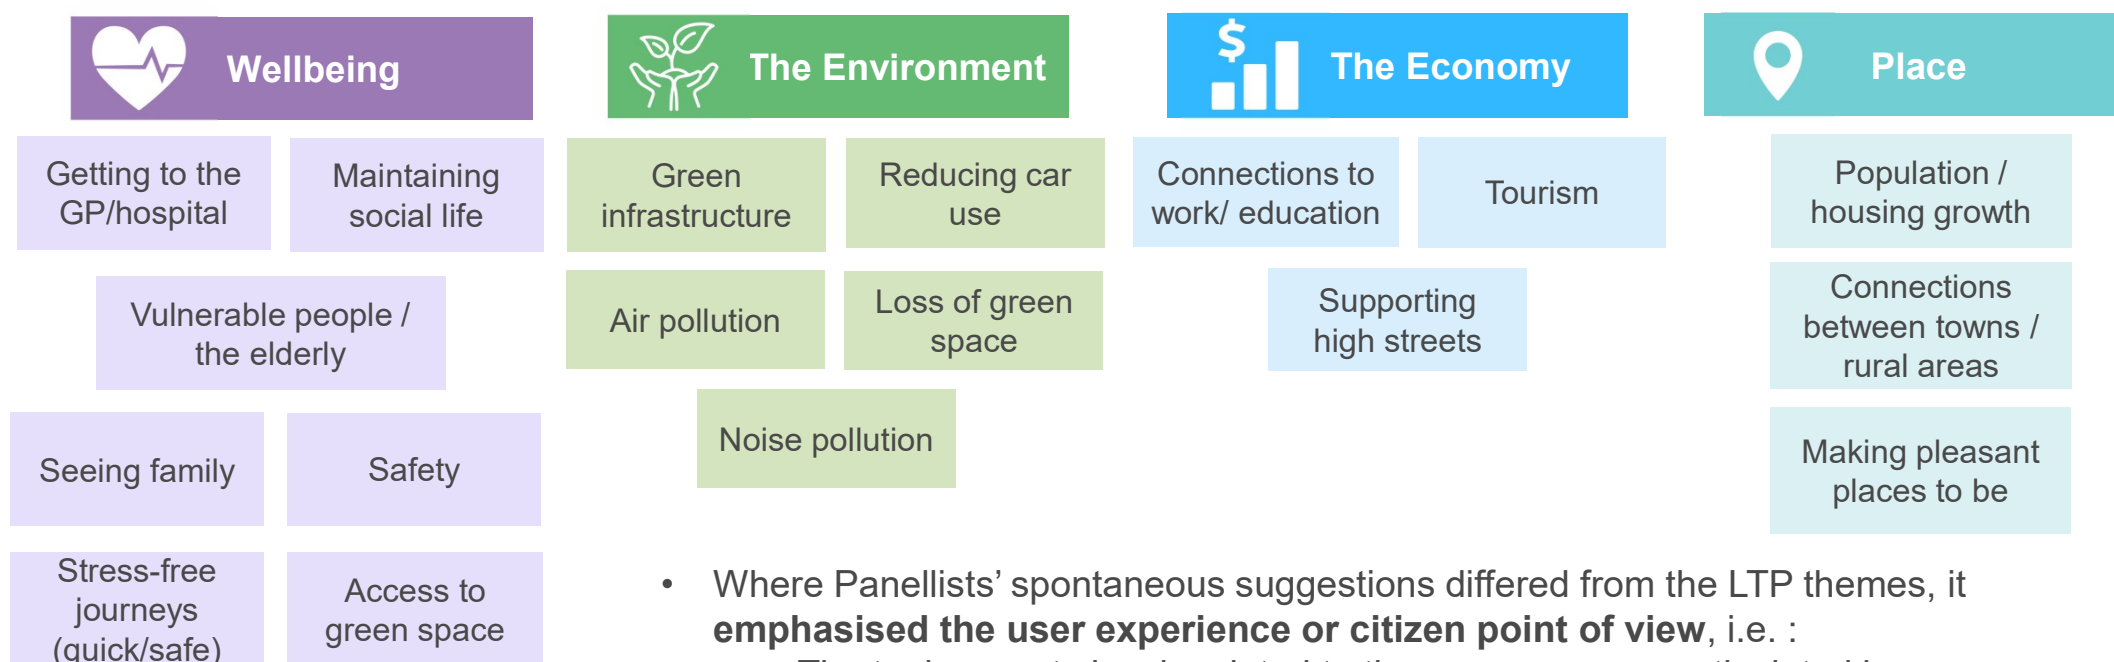 Wellbeing
Getting to the
GP/hospital
Maintaining
social life
Vulnerable people /
the elderly
Seeing family
Safety
Stress-free
journeys
(quick/safe)
Access to
green space
The Environment
Green
infrastructure
Reducing car
use
Air pollution
Loss of green
space
Noise pollution
$
The Economy
Connections to
work/ education
Tourism
Supporting
high streets
Place
Population /
housing growth
Connections
between towns /
rural areas
Making pleasant
places to be
• Where Panellists’ spontaneous suggestions differed from the LTP themes, it
emphasised the user experience or citizen point of view, i.e. :